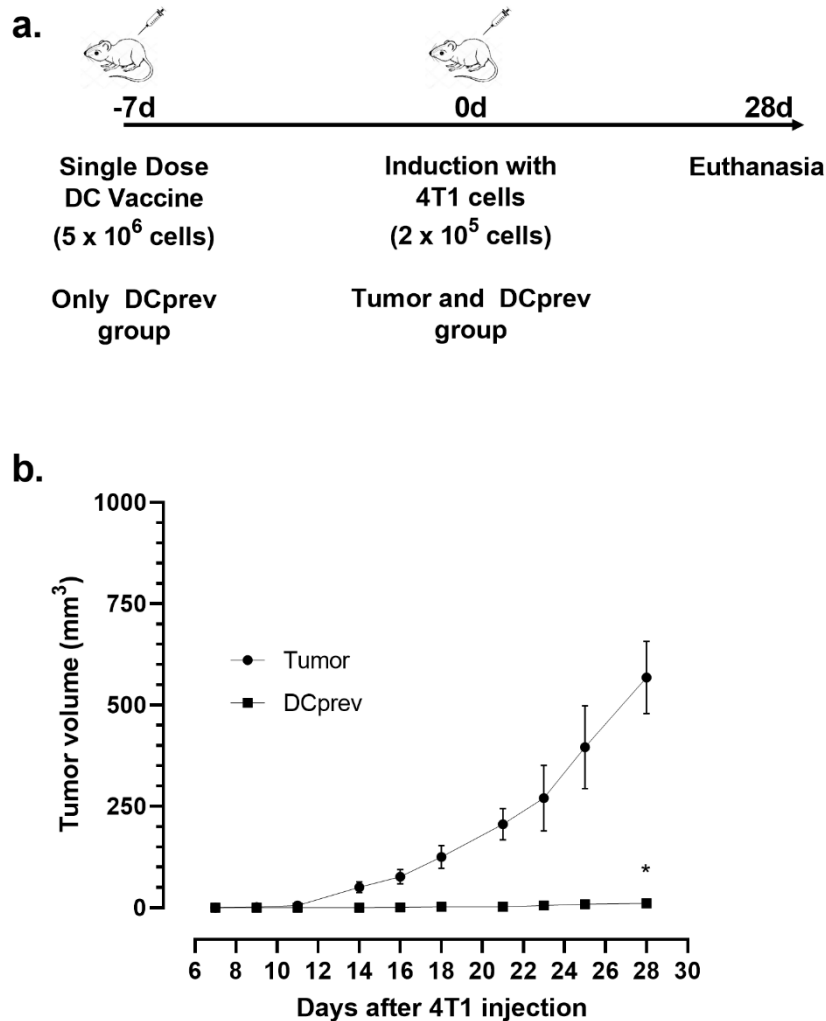 a.
-7d 0d 28d
Single Dose
DC Vaccine
(5 x 10⁶ cells)
Induction with
4T1 cells
(2 x 10⁵ cells)
Euthanasia
Only DCprev
group
Tumor and DCprev
group
b.
1000
750
500
250
0
Tumor volume (mm³)
Tumor
DCprev
*
6 8 10 12 14 16 18 20 22 24 26 28 30
Days after 4T1 injection